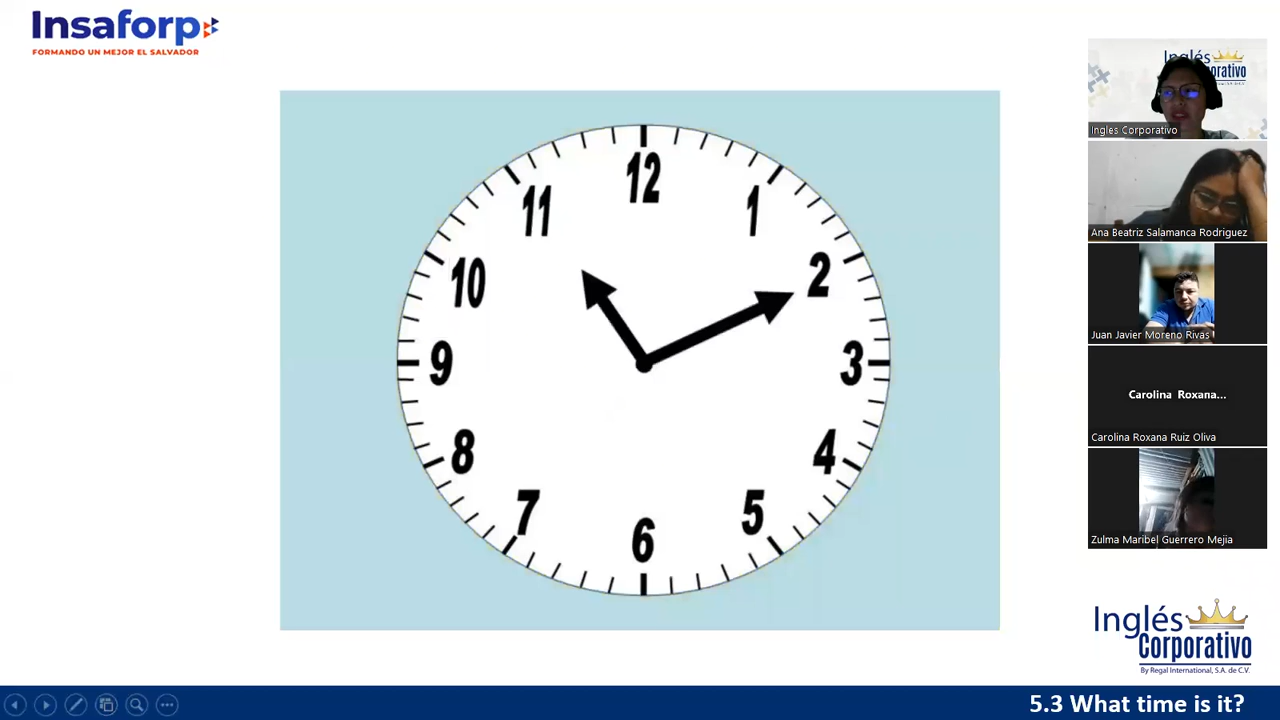 Insaforp
FORMANDO UN MEJOR EL SALVADOR
12
11
1
10
2
9
3
8
4
7
5
6
Inglés
Corporativo
Ana Beatriz Salamanca Rodriguez
Juan Javier Moreno Rivas
Carolina Roxana...
Carolina Roxana Ruiz Oliva
Zulma Maribel Guerrero Mejia
Inglés
Corporativo
By Regal International, S.A. de C.V.
5.3 What time is it?